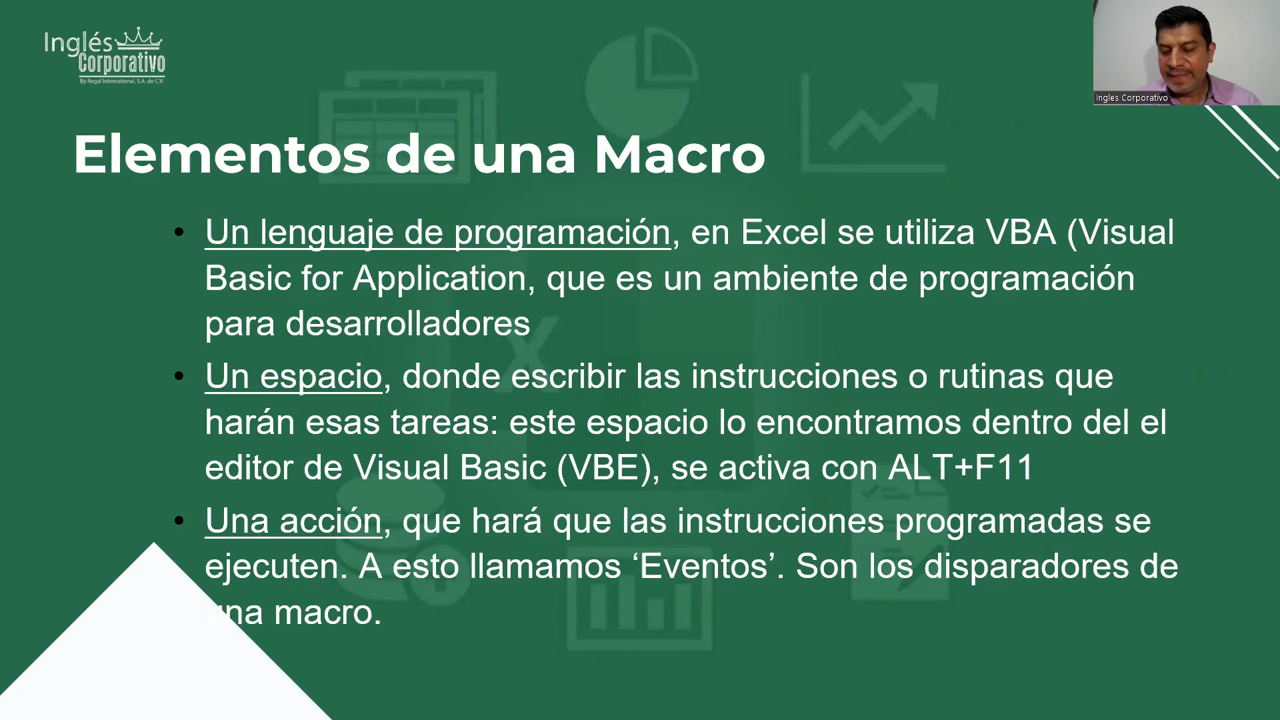 Inglés
Corporativo
By Regal International, S.A. de C.V.
Ingles Corporativo
Elementos de una Macro
• Un lenguaje de programación, en Excel se utiliza VBA (Visual
Basic for Application, que es un ambiente de programación
para desarrolladores
• Un espacio, donde escribir las instrucciones o rutinas que
harán esas tareas: este espacio lo encontramos dentro del el
editor de Visual Basic (VBE), se activa con ALT+F11
• Una acción, que hará que las instrucciones programadas se
ejecuten. A esto llamamos ‘Eventos’. Son los disparadores de
una macro.